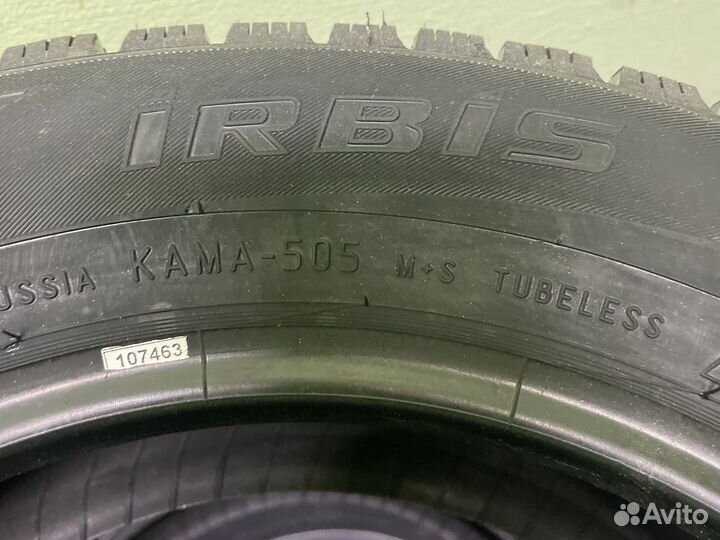 iRBiS
USSIA KAMA-505 M+S TUBELESS
107463
Avito